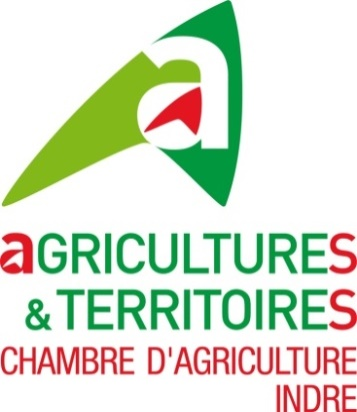 a
aGRICULTURES
& TERRITOIRES
CHAMBRE D'AGRICULTURE
INDRE